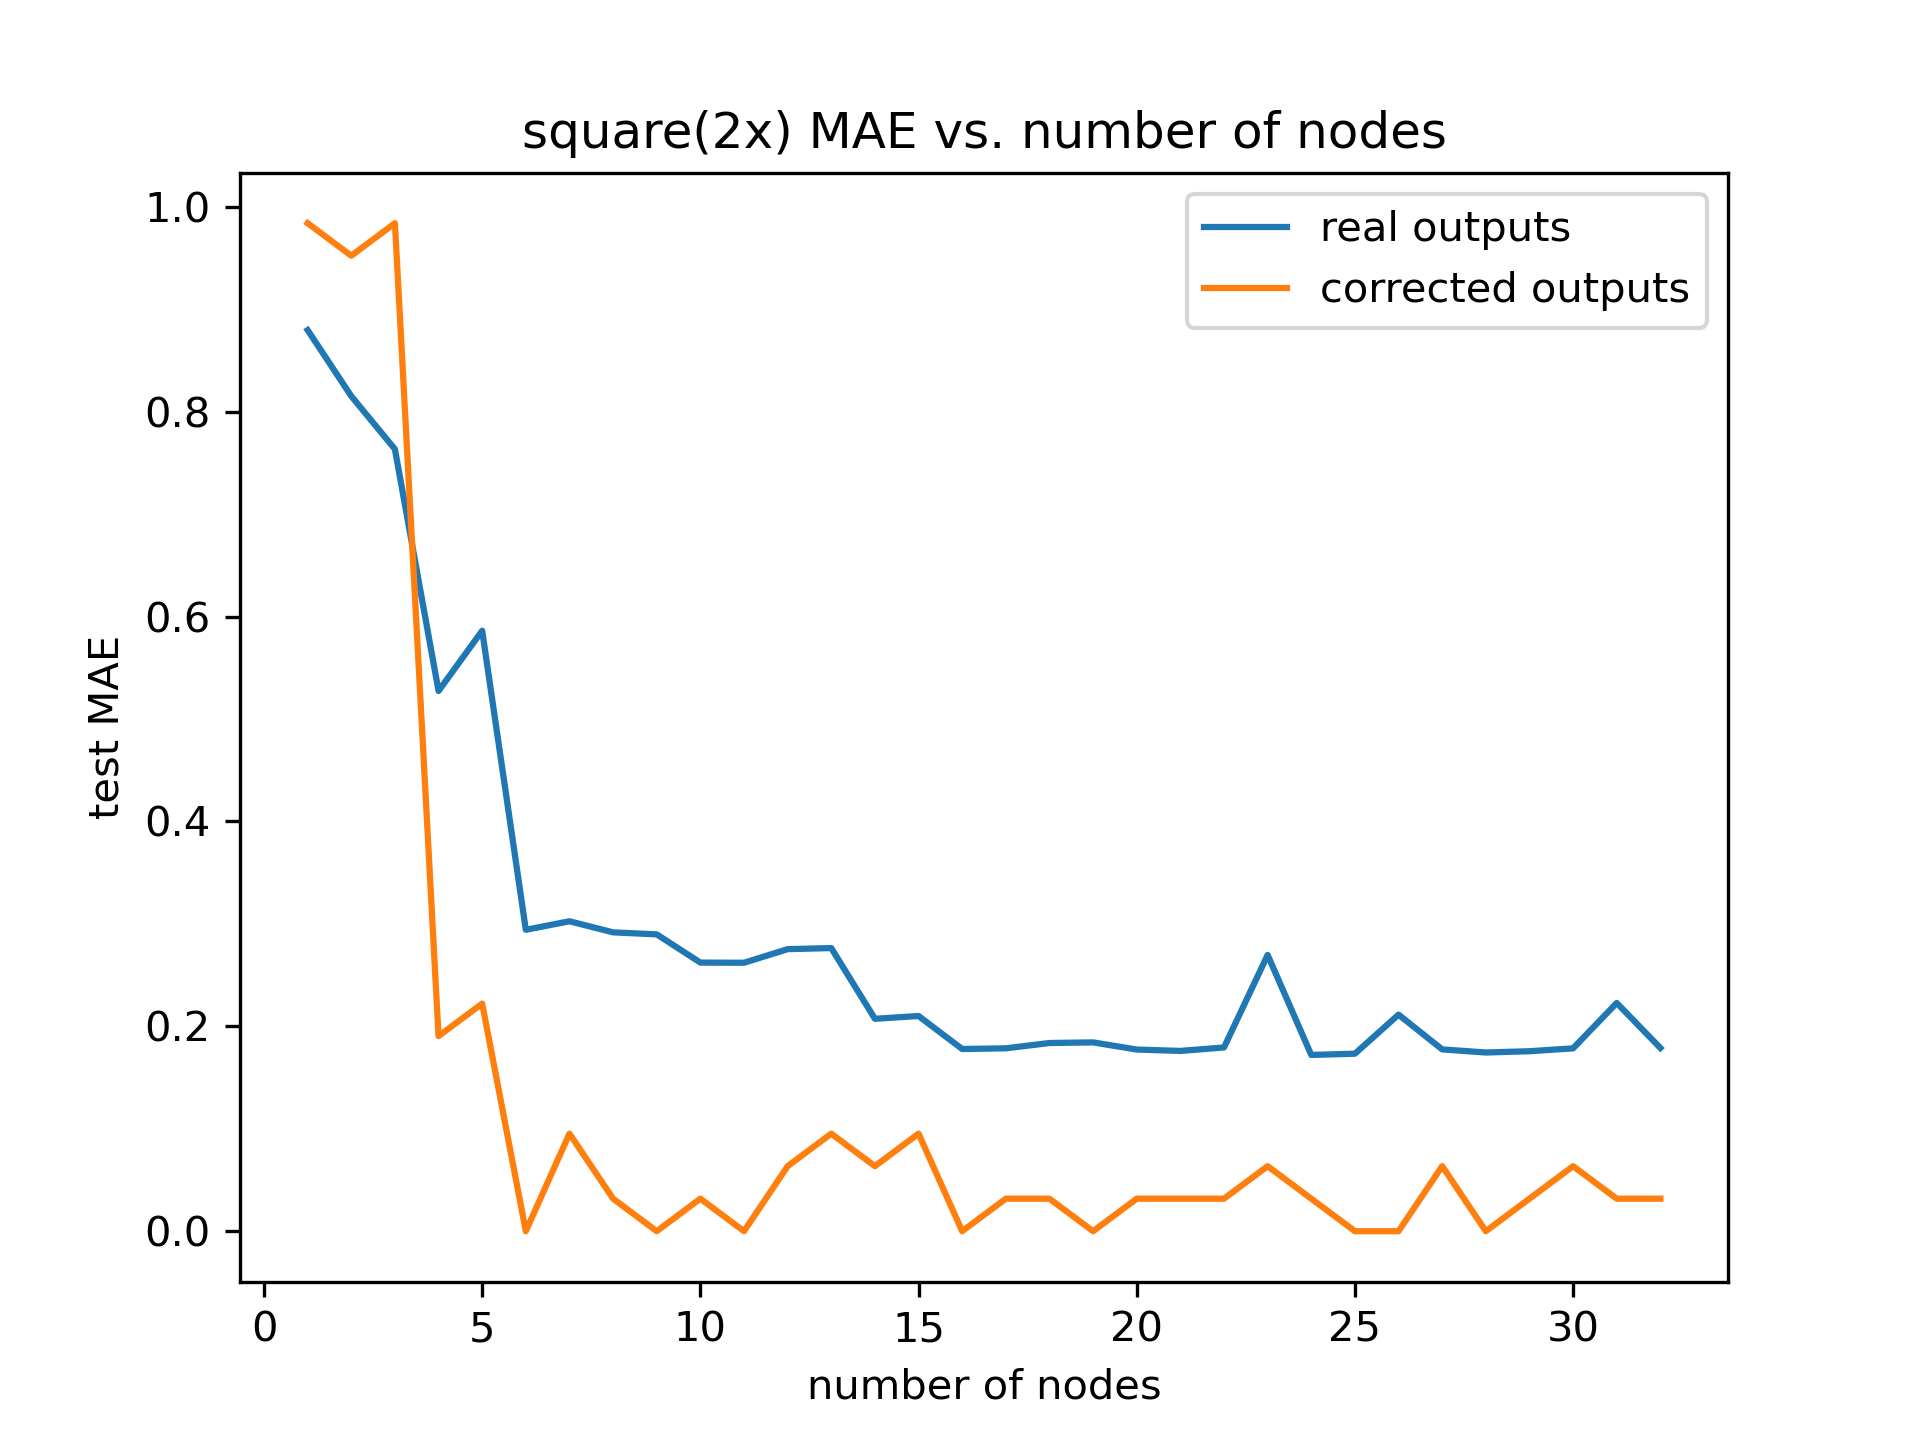 square(2x) MAE vs. number of nodes
real outputs
corrected outputs
1.0
0.8
0.6
0.4
0.2
0.0
test MAE
0 5 10 15 20 25 30
number of nodes